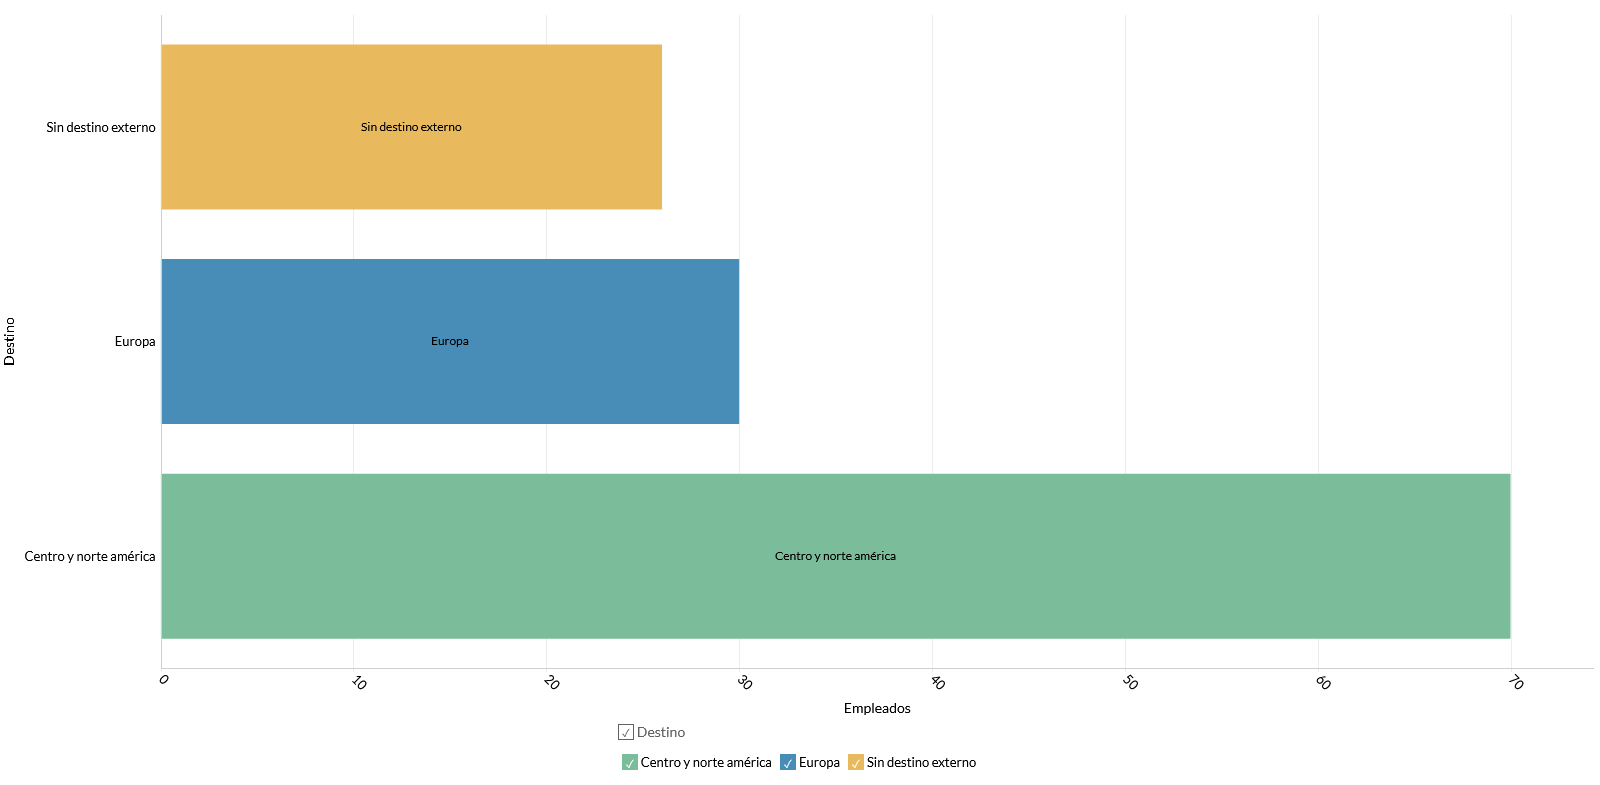 Sin destino externo
Sin destino externo
Europa
Europa
Centro y norte américa
Centro y norte américa
Destino
0 10 20 30 40 50 60 70
Empleados
Destino
Centro y norte américa Europa Sin destino externo